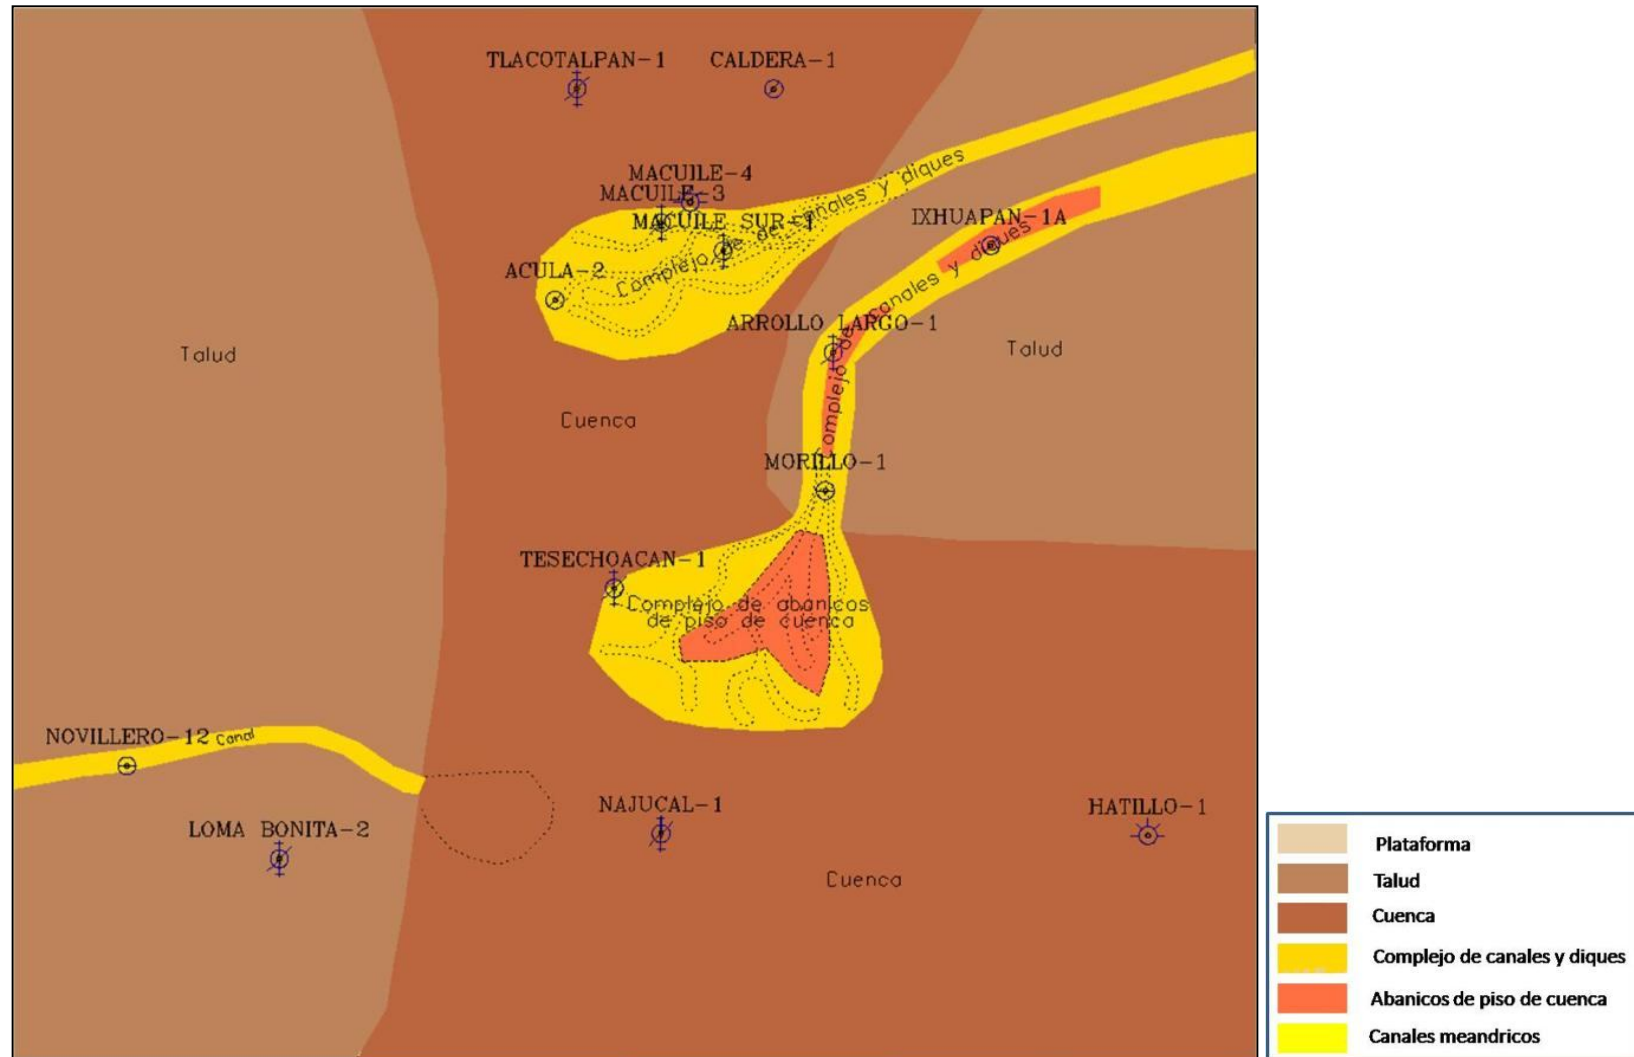 TLACOTALPAN-1
CALDERA-1
MACUILE-4
MACUILE-3
MACUILE SUR-1
Complejo de canales y diques
IXHUAPAN-1A
ACULA-2
ARROLLO LARGO-1
Complejo de canales y diques
Talud
Talud
Cuenca
MORILLO-1
TESECHOACAN-1
Complejo de abanicos
de piso de cuenca
NOVILLERO-12
Canal
LOMA BONITA-2
NAJUCAL-1
HATILLO-1
Cuenca
Plataforma
Talud
Cuenca
Complejo de canales y diques
Abanicos de piso de cuenca
Canales meandricos